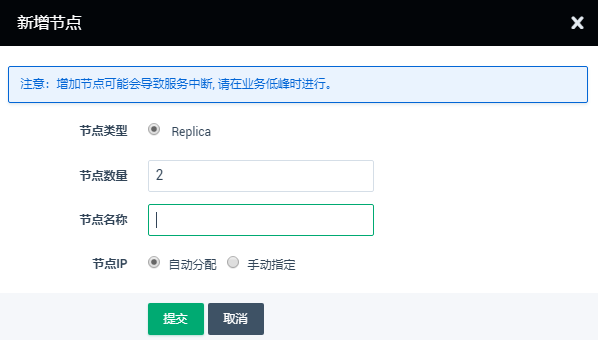 新增节点
注意：增加节点可能会导致服务中断, 请在业务低峰时进行。
节点类型 Replica
节点数量 2
节点名称
节点IP 自动分配 手动指定
提交 取消